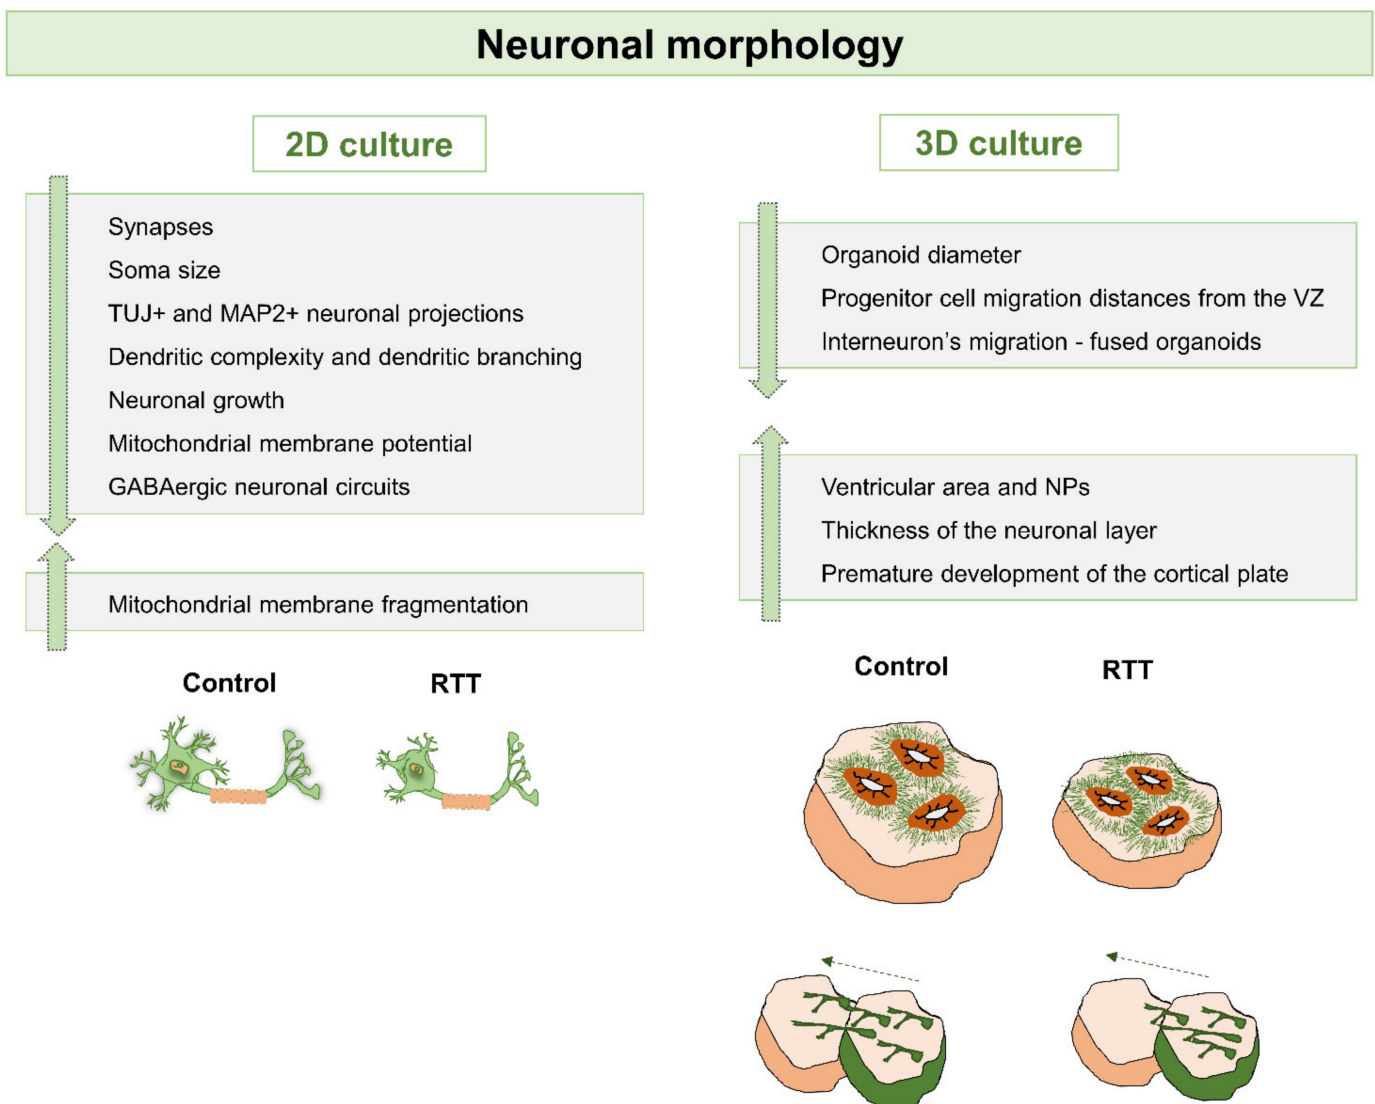 Neuronal morphology
2D culture
Synapses
Soma size
TUJ+ and MAP2+ neuronal projections
Dendritic complexity and dendritic branching
Neuronal growth
Mitochondrial membrane potential
GABAergic neuronal circuits
Mitochondrial membrane fragmentation
Control
RTT
3D culture
Organoid diameter
Progenitor cell migration distances from the VZ
Interneuron’s migration - fused organoids
Ventricular area and NPs
Thickness of the neuronal layer
Premature development of the cortical plate
Control
RTT